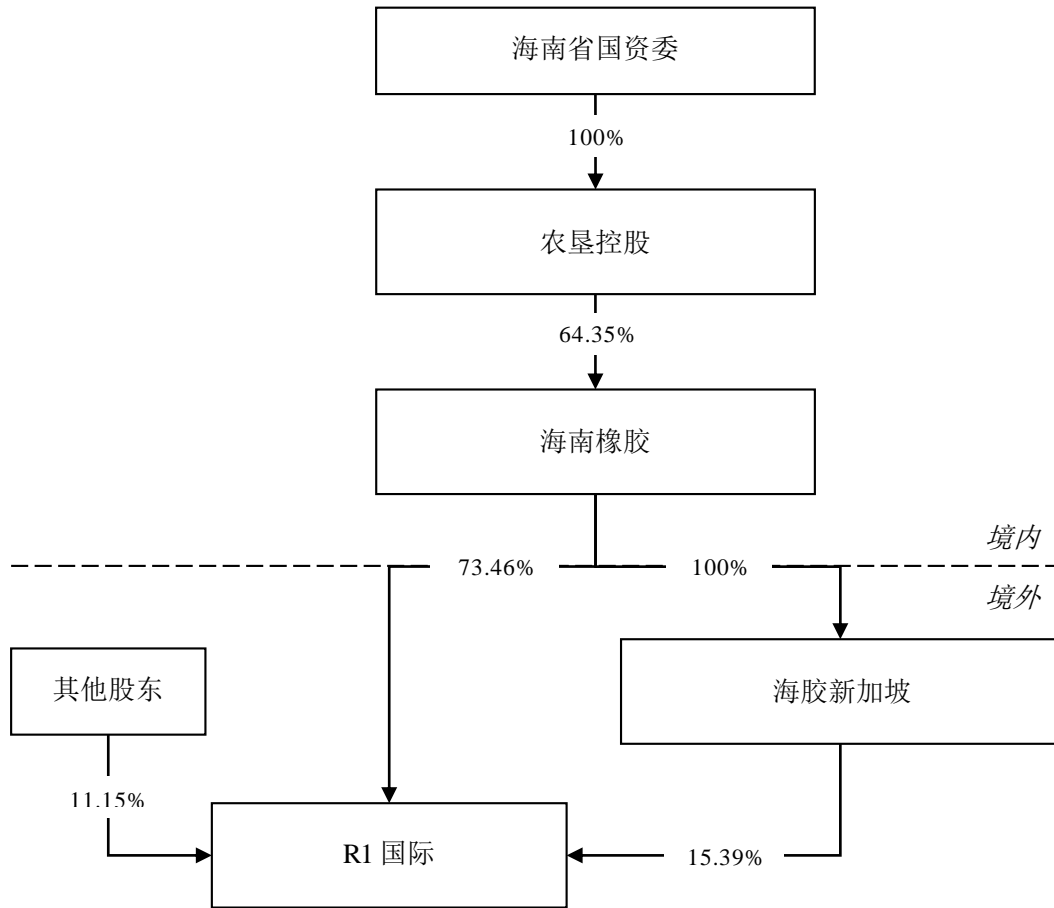 海南省国资委
100%
农垦控股
64.35%
海南橡胶
境内
73.46%
100%
境外
其他股东
海胶新加坡
11.15%
R1 国际
15.39%